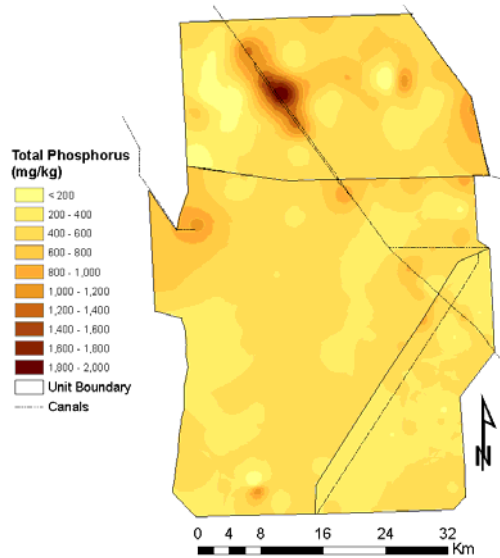 Total Phosphorus
(mg/kg)
< 200
200 - 400
400 - 600
600 - 800
800 - 1,000
1,000 - 1,200
1,200 - 1,400
1,400 - 1,600
1,600 - 1,800
1,800 - 2,000
Unit Boundary
Canals
N
0 4 8 16 24 32
Km